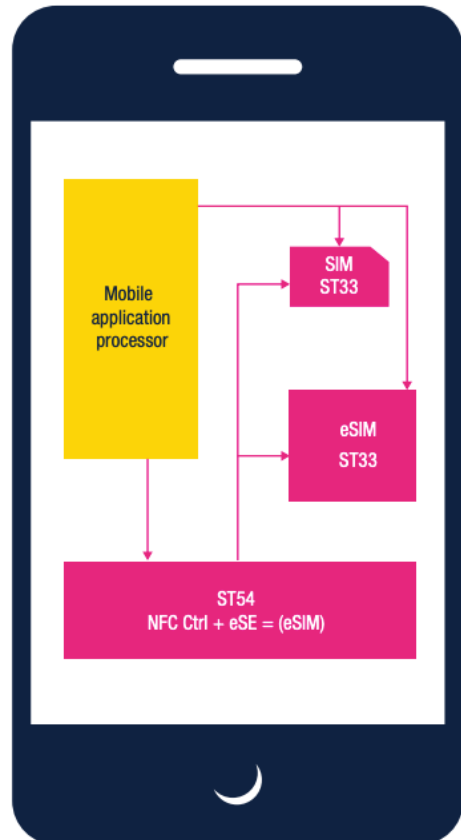 Mobile
application
processor
SIM
ST33
eSIM
ST33
ST54
NFC Ctrl + eSE = (eSIM)